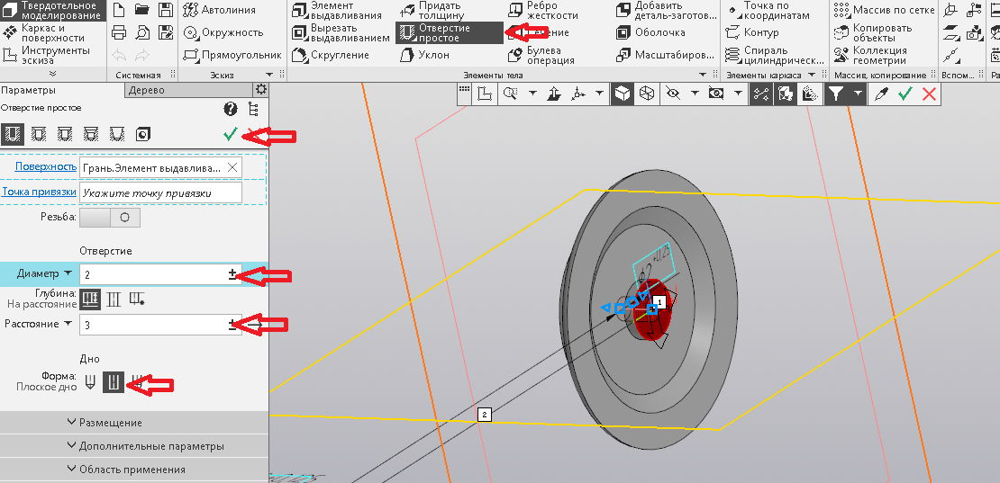 Твердотельное
моделирование
Каркас и
поверхности
Инструменты
эскиза
Системная
Автолиния
Окружность
Прямоугольник
Эскиз
Элемент
выдавливания
Вырезать
выдавливанием
Скругление
Придать
толщину
Отверстие
простое
Уклон
Ребро
жесткости
Булева
операция
Добавить
деталь-заготов...
Оболочка
Масштабиров...
Элементы тела
Точка по
координатам
Контур
Спираль
цилиндрическ...
Элементы каркаса
Массив по сетке
Копировать
объекты
Коллекция
геометрии
Массив, копирование
Вспом...
Ра
Параметры
Дерево
Отверстие простое
Поверхность
Грань.Элемент выдавлива...
Точка привязки
Укажите точку привязки
Резьба:
Отверстие
Диаметр
2
Глубина:
На расстояние
Расстояние
3
Дно
Форма:
Плоское дно
Размещение
Дополнительные параметры
Область применения
⌀2 +0,25
1
2